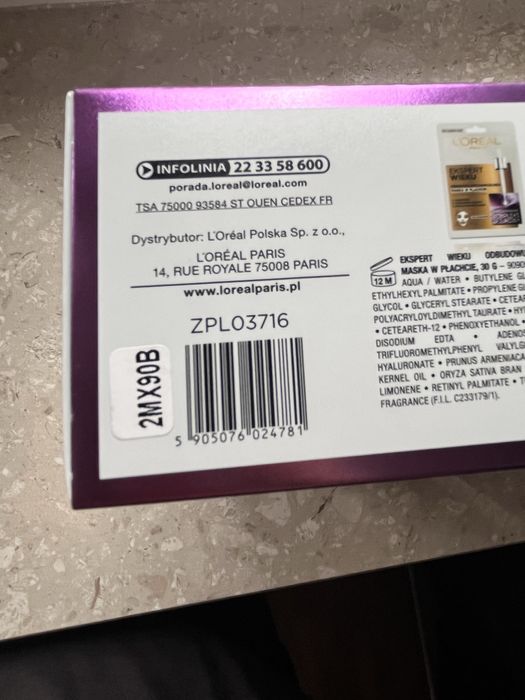 INFOLINIA 22 33 58 600
porada.loreal@loreal.com
TSA 75000 93584 ST OUEN CEDEX FR
Dystrybutor: L'Oréal Polska Sp. z o.o.,
L'ORÉAL PARIS
14, RUE ROYALE 75008 PARIS
www.lorealparis.pl
ZPL03716
2MX90B
5 905076 024781
L'ORÉAL
EKSPERT
WIEKU
12 M
EKSPERT WIEKU
MASKA W PŁACHCIE, 30 G –
AQUA / WATER • BUTYLENE
ETHYLHEXYL PALMITATE •
GLYCOL • GLYCERYL STEARATE •
POLYACRYLOYLDIMETHYL TAURATE •
• CETEARETH-12 • PHENOXYETHANOL •
DISODIUM EDTA •
TRIFLUOROMETHYLPHENYL
HYALURONATE • PRUNUS ARMENIACA
KERNEL OIL • ORYZA SATIVA BRAN
LIMONENE • RETINYL PALMITATE •
FRAGRANCE (F.I.L. C233179/1).